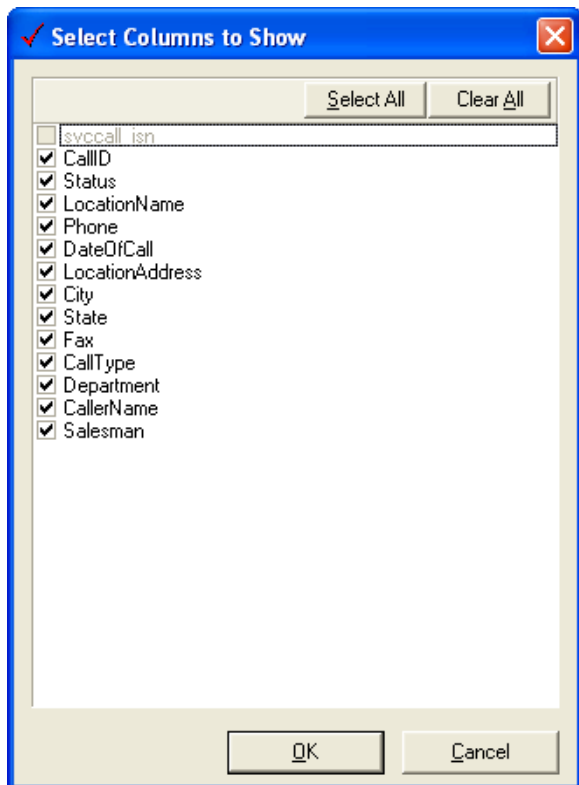 Select Columns to Show
Select All Clear All
svccall_isn
CallID
Status
LocationName
Phone
DateOfCall
LocationAddress
City
State
Fax
CallType
Department
CallerName
Salesman
OK Cancel